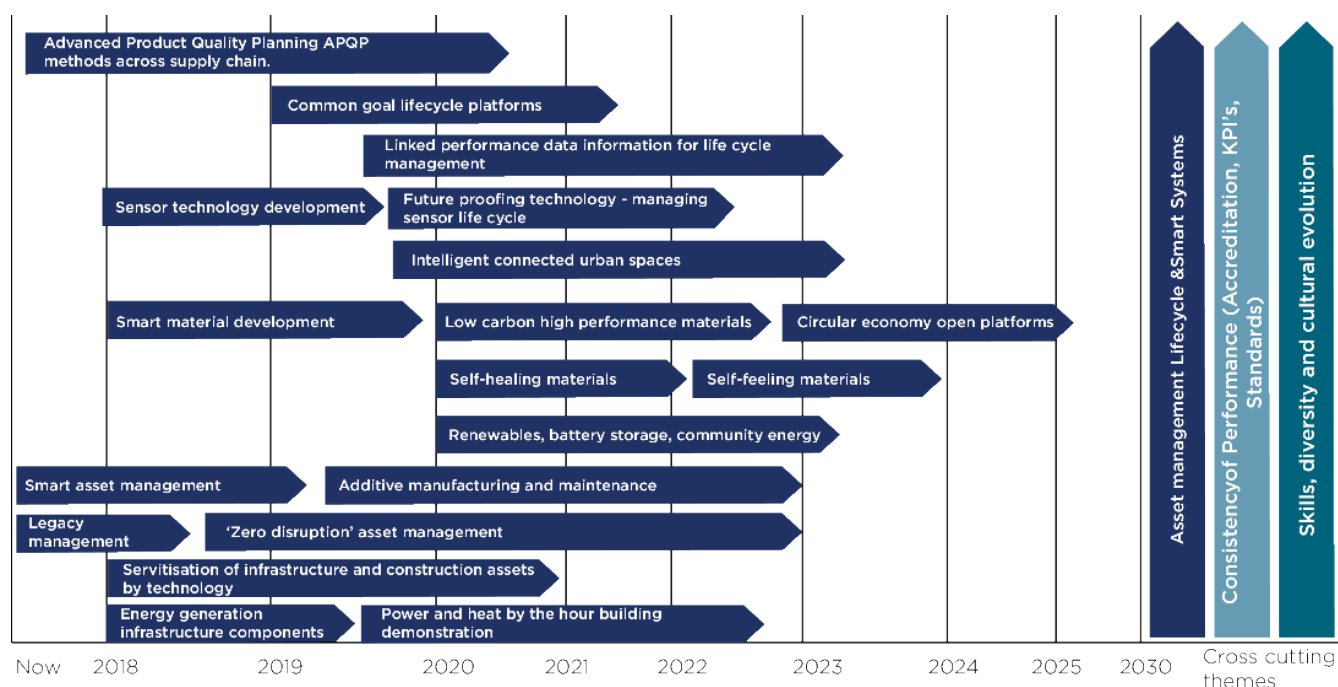 Advanced Product Quality Planning APQP
methods across supply chain.
Common goal lifecycle platforms
Linked performance data information for life cycle
management
Sensor technology development
Future proofing technology - managing
sensor life cycle
Intelligent connected urban spaces
Smart material development
Low carbon high performance materials
Circular economy open platforms
Self-healing materials
Self-feeling materials
Renewables, battery storage, community energy
Smart asset management
Additive manufacturing and maintenance
Legacy
management
‘Zero disruption’ asset management
Servitisation of infrastructure and construction assets
by technology
Energy generation
infrastructure components
Power and heat by the hour building
demonstration
Asset management Lifecycle &Smart Systems
Consistencyof Performance (Accreditation, KPI's,
Standards)
Skills, diversity and cultural evolution
Now
2018
2019
2020
2021
2022
2023
2024
2025
2030
Cross cutting
themes